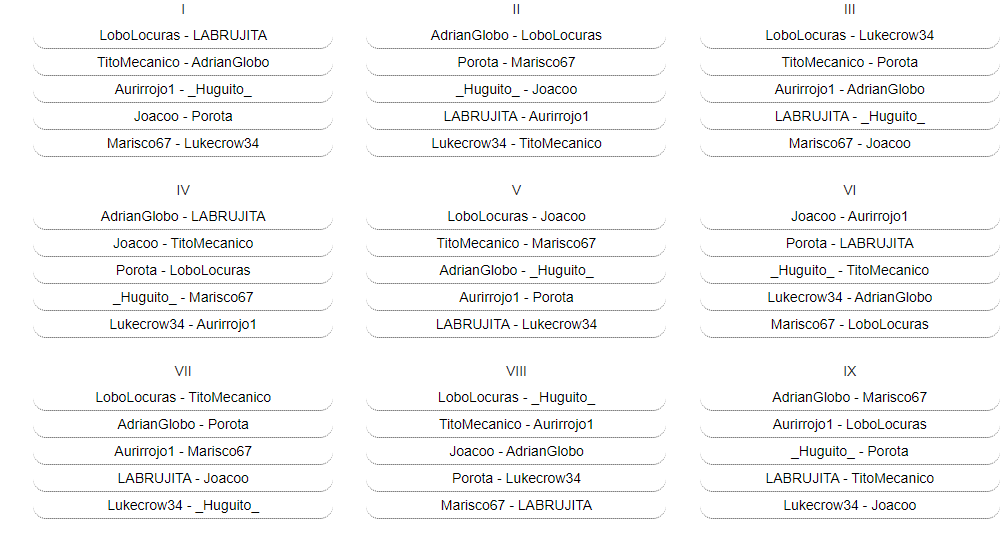 I
LoboLocuras - LABRUJITA
TitoMecanico - AdrianGlobo
Aurirrojo1 - _Huguito_
Joacoo - Porota
Marisco67 - Lukecrow34
II
AdrianGlobo - LoboLocuras
Porota - Marisco67
_Huguito_ - Joacoo
LABRUJITA - Aurirrojo1
Lukecrow34 - TitoMecanico
III
LoboLocuras - Lukecrow34
TitoMecanico - Porota
Aurirrojo1 - AdrianGlobo
LABRUJITA - _Huguito_
Marisco67 - Joacoo
IV
AdrianGlobo - LABRUJITA
Joacoo - TitoMecanico
Porota - LoboLocuras
_Huguito_ - Marisco67
Lukecrow34 - Aurirrojo1
V
LoboLocuras - Joacoo
TitoMecanico - Marisco67
AdrianGlobo - _Huguito_
Aurirrojo1 - Porota
LABRUJITA - Lukecrow34
VI
Joacoo - Aurirrojo1
Porota - LABRUJITA
_Huguito_ - TitoMecanico
Lukecrow34 - AdrianGlobo
Marisco67 - LoboLocuras
VII
LoboLocuras - TitoMecanico
AdrianGlobo - Porota
Aurirrojo1 - Marisco67
LABRUJITA - Joacoo
Lukecrow34 - _Huguito_
VIII
LoboLocuras - _Huguito_
TitoMecanico - Aurirrojo1
Joacoo - AdrianGlobo
Porota - Lukecrow34
Marisco67 - LABRUJITA
IX
AdrianGlobo - Marisco67
Aurirrojo1 - LoboLocuras
_Huguito_ - Porota
LABRUJITA - TitoMecanico
Lukecrow34 - Joacoo